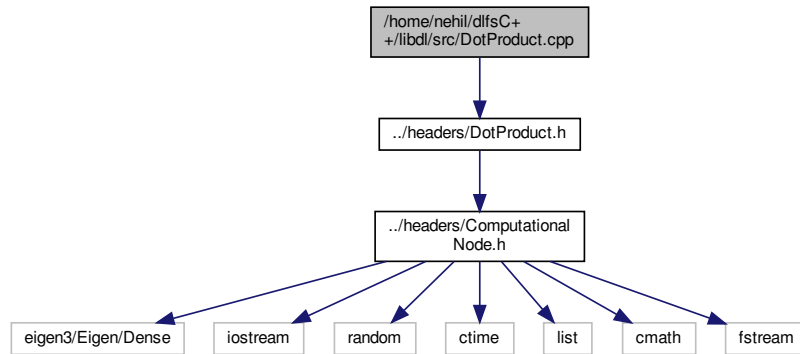 /home/nehil/dlfsC+
+/libdl/src/DotProduct.cpp
../headers/DotProduct.h
../headers/Computational
Node.h
eigen3/Eigen/Dense
iostream
random
ctime
list
cmath
fstream